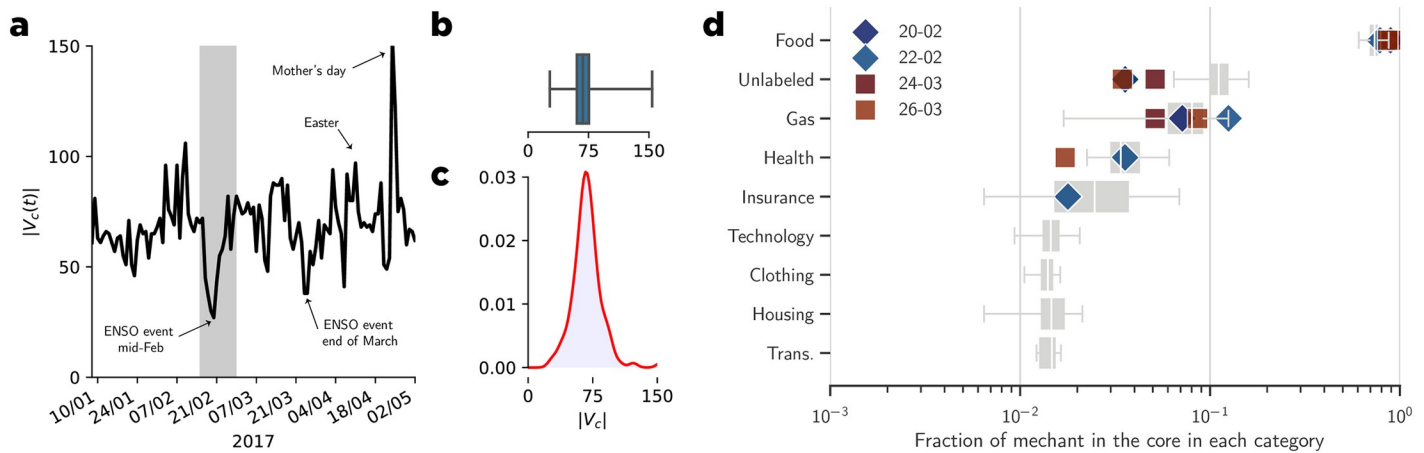 a
150
100
50
0
|V_c(t)|
Mother's day
Easter
ENSO event
mid-Feb
ENSO event
end of March
10/01
24/01
07/02
21/02
07/03
21/03
04/04
18/04
02/05
2017
b
0
75
150
c
0.03
0.02
0.01
0.00
0
75
150
|V_c|
d
20-02
22-02
24-03
26-03
Food
Unlabeled
Gas
Health
Insurance
Technology
Clothing
Housing
Trans.
10⁻³
10⁻²
10⁻¹
10⁰
Fraction of mechant in the core in each category